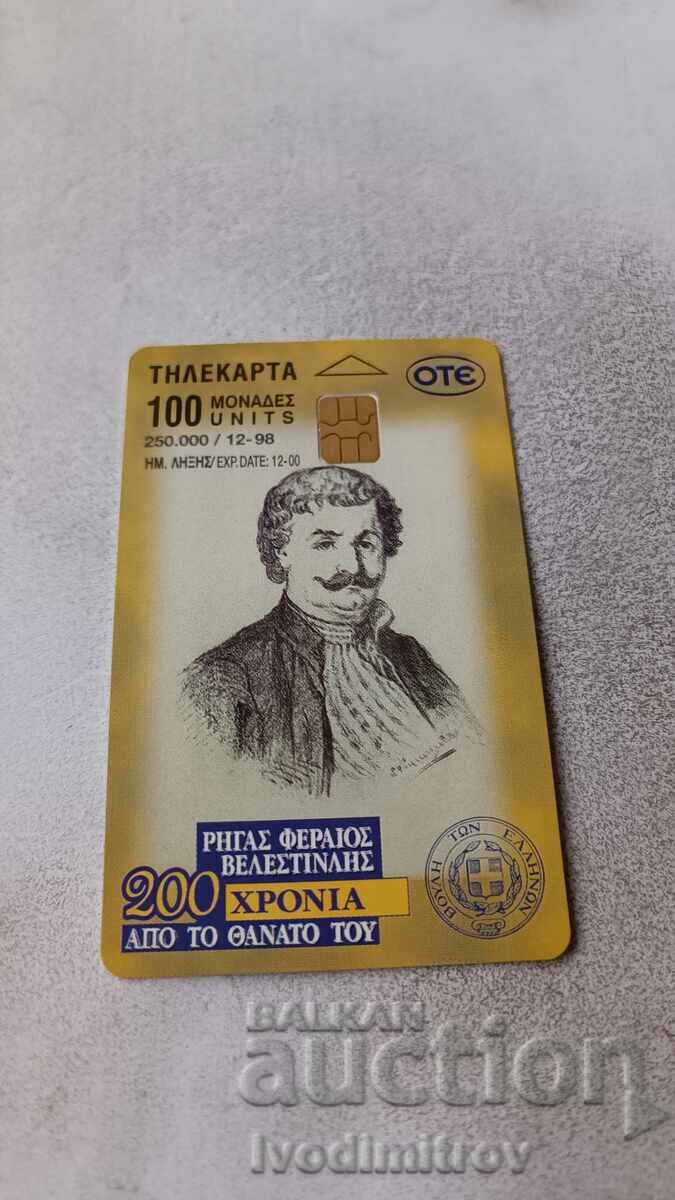 ΤΗΛΕΚΑΡΤΑ
OTE
100 ΜΟΝΑΔΕΣ
UNITS
250.000 / 12-98
ΗΜ. ΛΗΞΗΣ/EXP. DATE: 12-00
ΡΗΓΑΣ ΦΕΡΑΙΟΣ
ΒΕΛΕΣΤΙΝΛΗΣ
200 ΧΡΟΝΙΑ
ΑΠΟ ΤΟ ΘΑΝΑΤΟ ΤΟΥ
ΒΟΥΛΗ ΤΩΝ ΕΛΛΗΝΩΝ
BALKAN
auction
Ivodimitrov